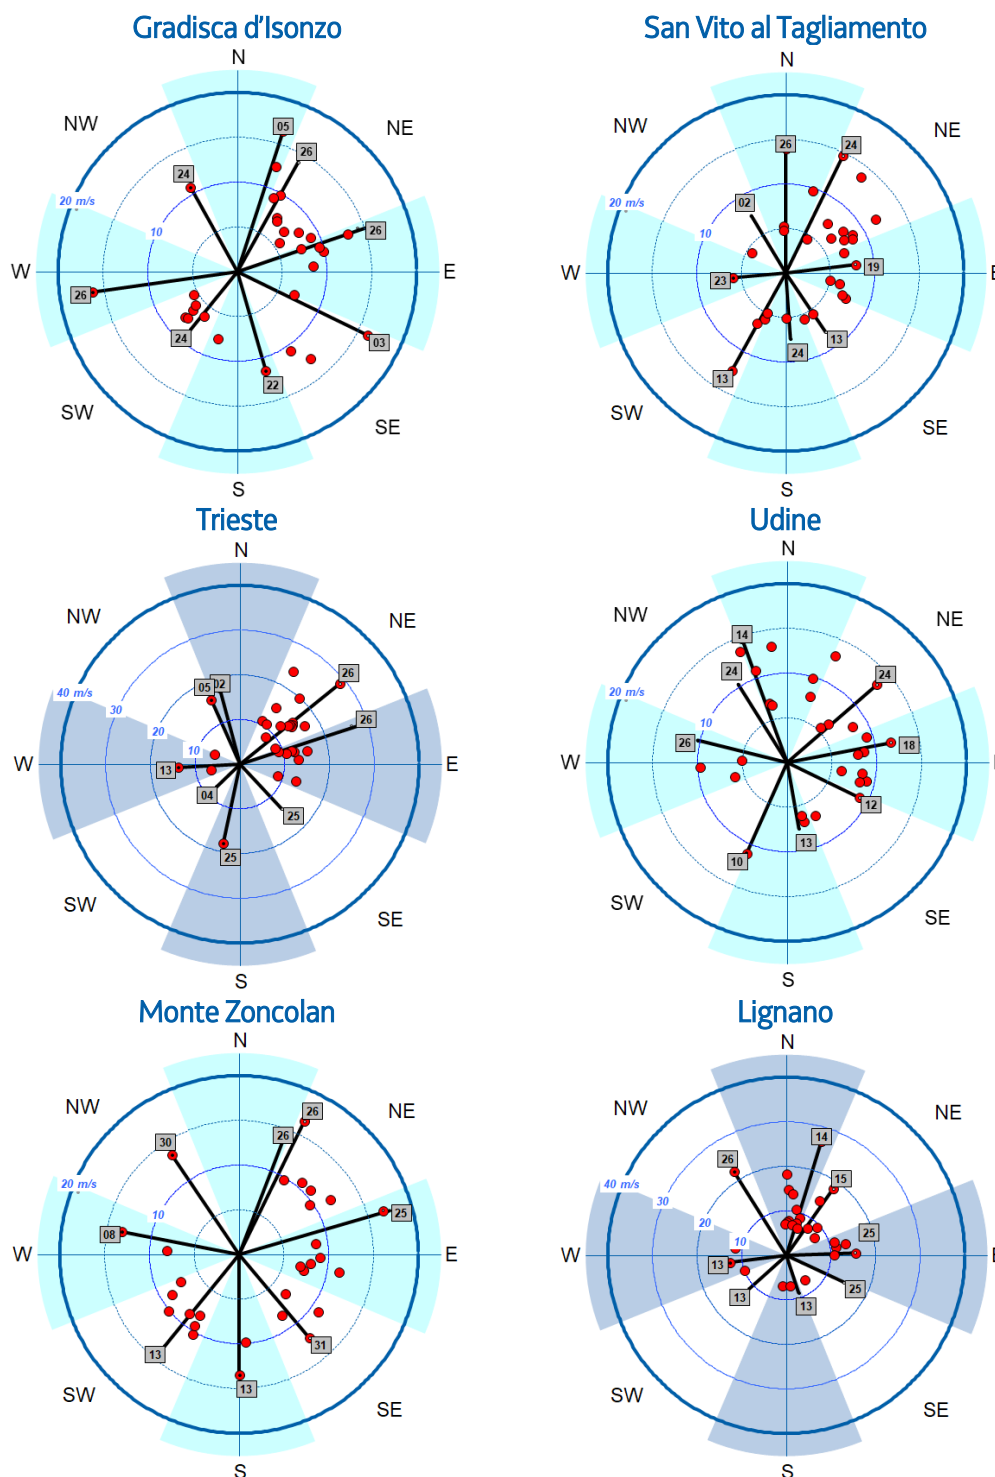 Gradisca d'Isonzo
N
NW
NE
05
26
24
20 m/s
10
26
W
E
26
24
03
22
SW
SE
S
San Vito al Tagliamento
N
NW
NE
26
24
02
20 m/s
10
W
E
19
23
13
24
13
SW
SE
S
Trieste
N
NW
NE
05
02
26
40 m/s
30
20
10
26
W
E
13
04
25
25
SW
SE
S
Udine
N
NW
NE
14
24
24
20 m/s
10
26
18
W
E
12
13
10
SW
SE
S
Monte Zoncolan
N
NW
NE
26
26
30
20 m/s
10
25
08
W
E
13
31
13
SW
SE
S
Lignano
N
NW
NE
14
26
15
40 m/s
30
20
10
25
W
E
13
25
13
13
SW
SE
S